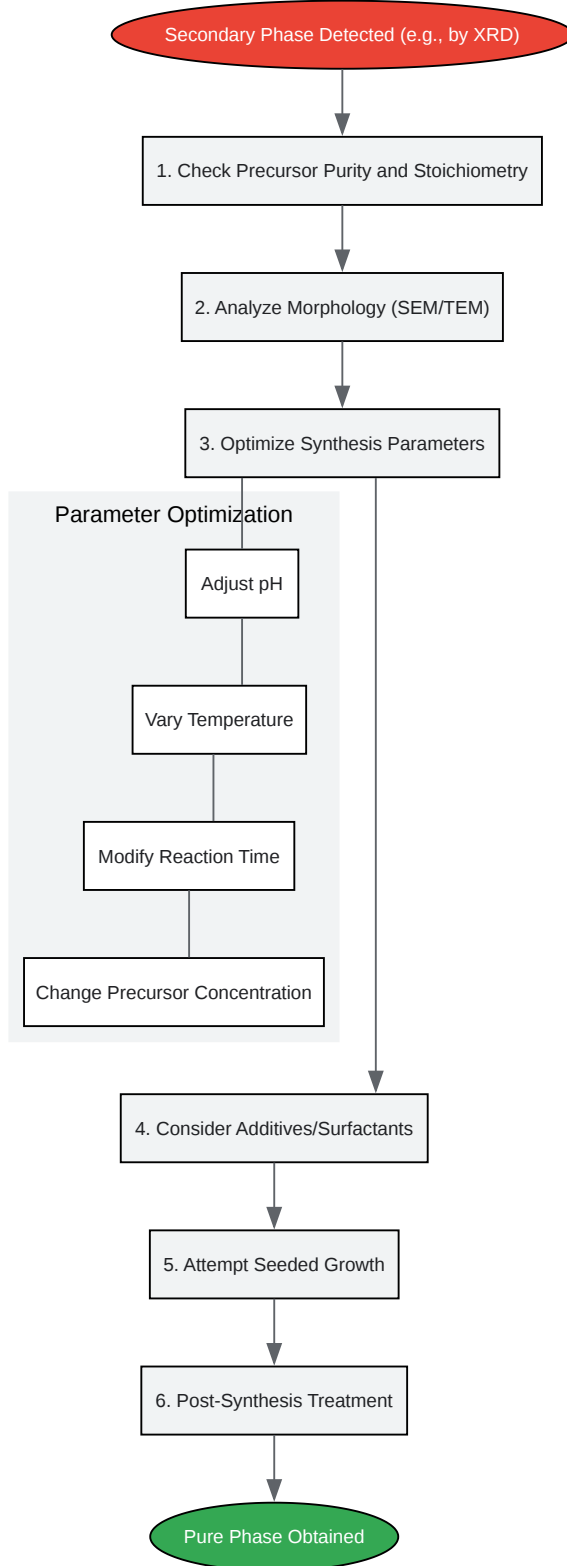 Secondary Phase Detected (e.g., by XRD)
1. Check Precursor Purity and Stoichiometry
2. Analyze Morphology (SEM/TEM)
3. Optimize Synthesis Parameters
Parameter Optimization
Adjust pH
Vary Temperature
Modify Reaction Time
Change Precursor Concentration
4. Consider Additives/Surfactants
5. Attempt Seeded Growth
6. Post-Synthesis Treatment
Pure Phase Obtained